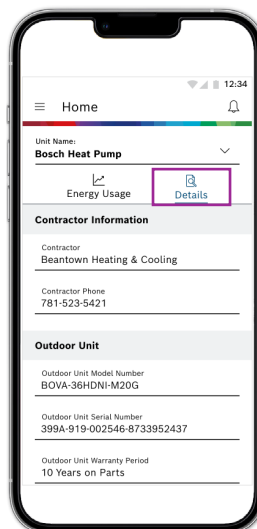 12:34
Home
Unit Name:
Bosch Heat Pump
Energy Usage
Details
Contractor Information
Contractor
Beantown Heating & Cooling
Contractor Phone
781-523-5421
Outdoor Unit
Outdoor Unit Model Number
BOVA-36HDNI-M20G
Outdoor Unit Serial Number
399A-919-002546-8733952437
Outdoor Unit Warranty Period
10 Years on Parts